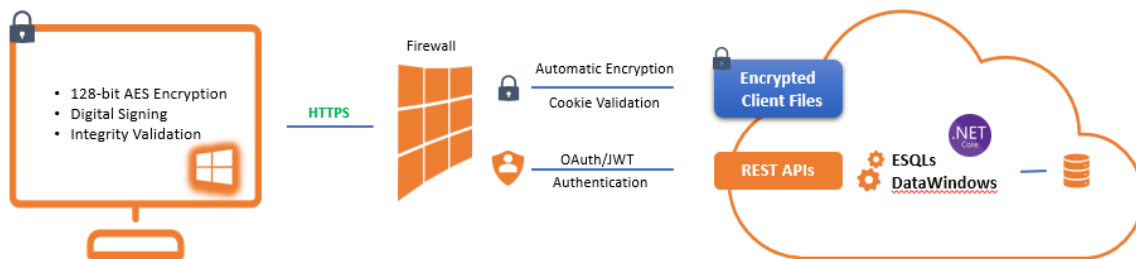 128-bit AES Encryption
Digital Signing
Integrity Validation
HTTPS
Firewall
Automatic Encryption
Cookie Validation
OAuth/JWT
Authentication
Encrypted
Client Files
REST APIs
.NET
Core
ESQLs
DataWindows